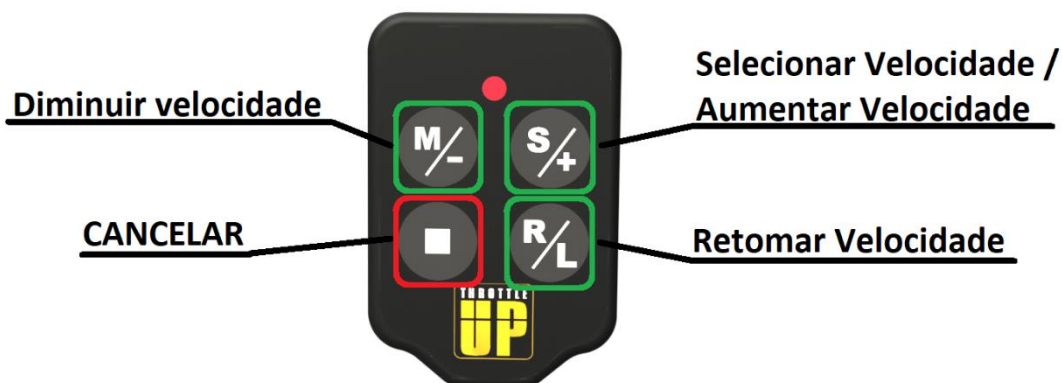 Selecionar Velocidade /
Diminuir velocidade
Aumentar Velocidade
M/-
S/+
CANCELAR
R/L
Retomar Velocidade
THROTTLE
UP